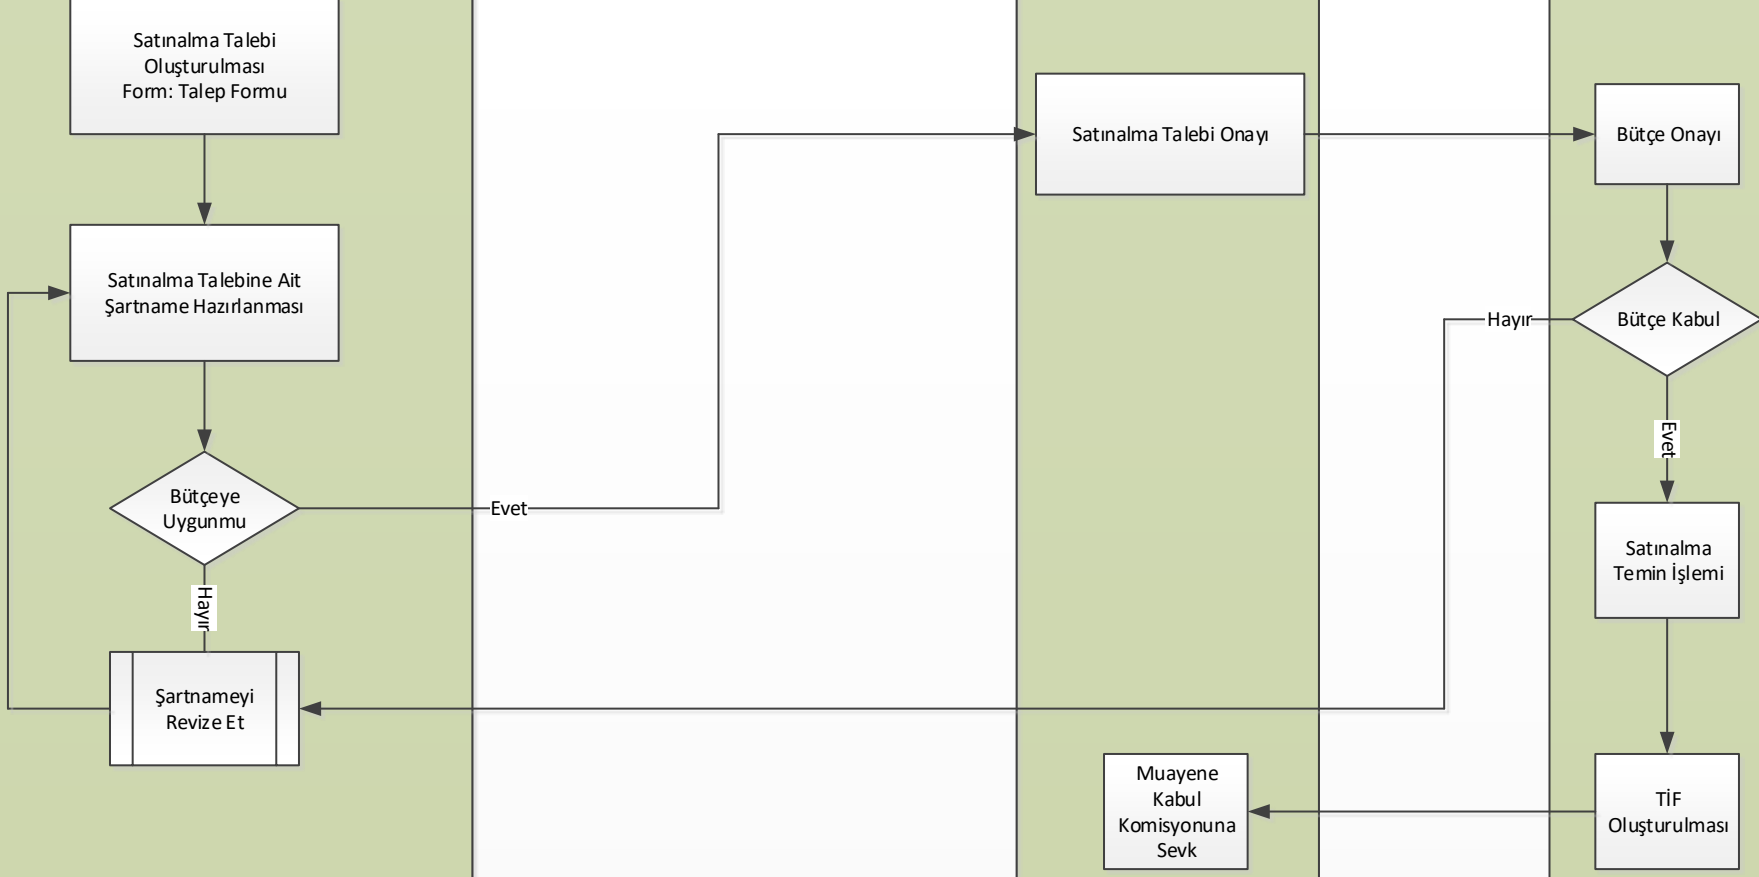 Satınalma Talebi
Oluşturulması
Form: Talep Formu
Satınalma Talebine Ait
Şartname Hazırlanması
Bütçeye
Uygunmu
Evet
Hayır
Şartnameyi
Revize Et
Satınalma Talebi Onayı
Bütçe Onayı
Bütçe Kabul
Hayır
Evet
Satınalma
Temin İşlemi
TİF
Oluşturulması
Muayene
Kabul
Komisyonuna
Sevk